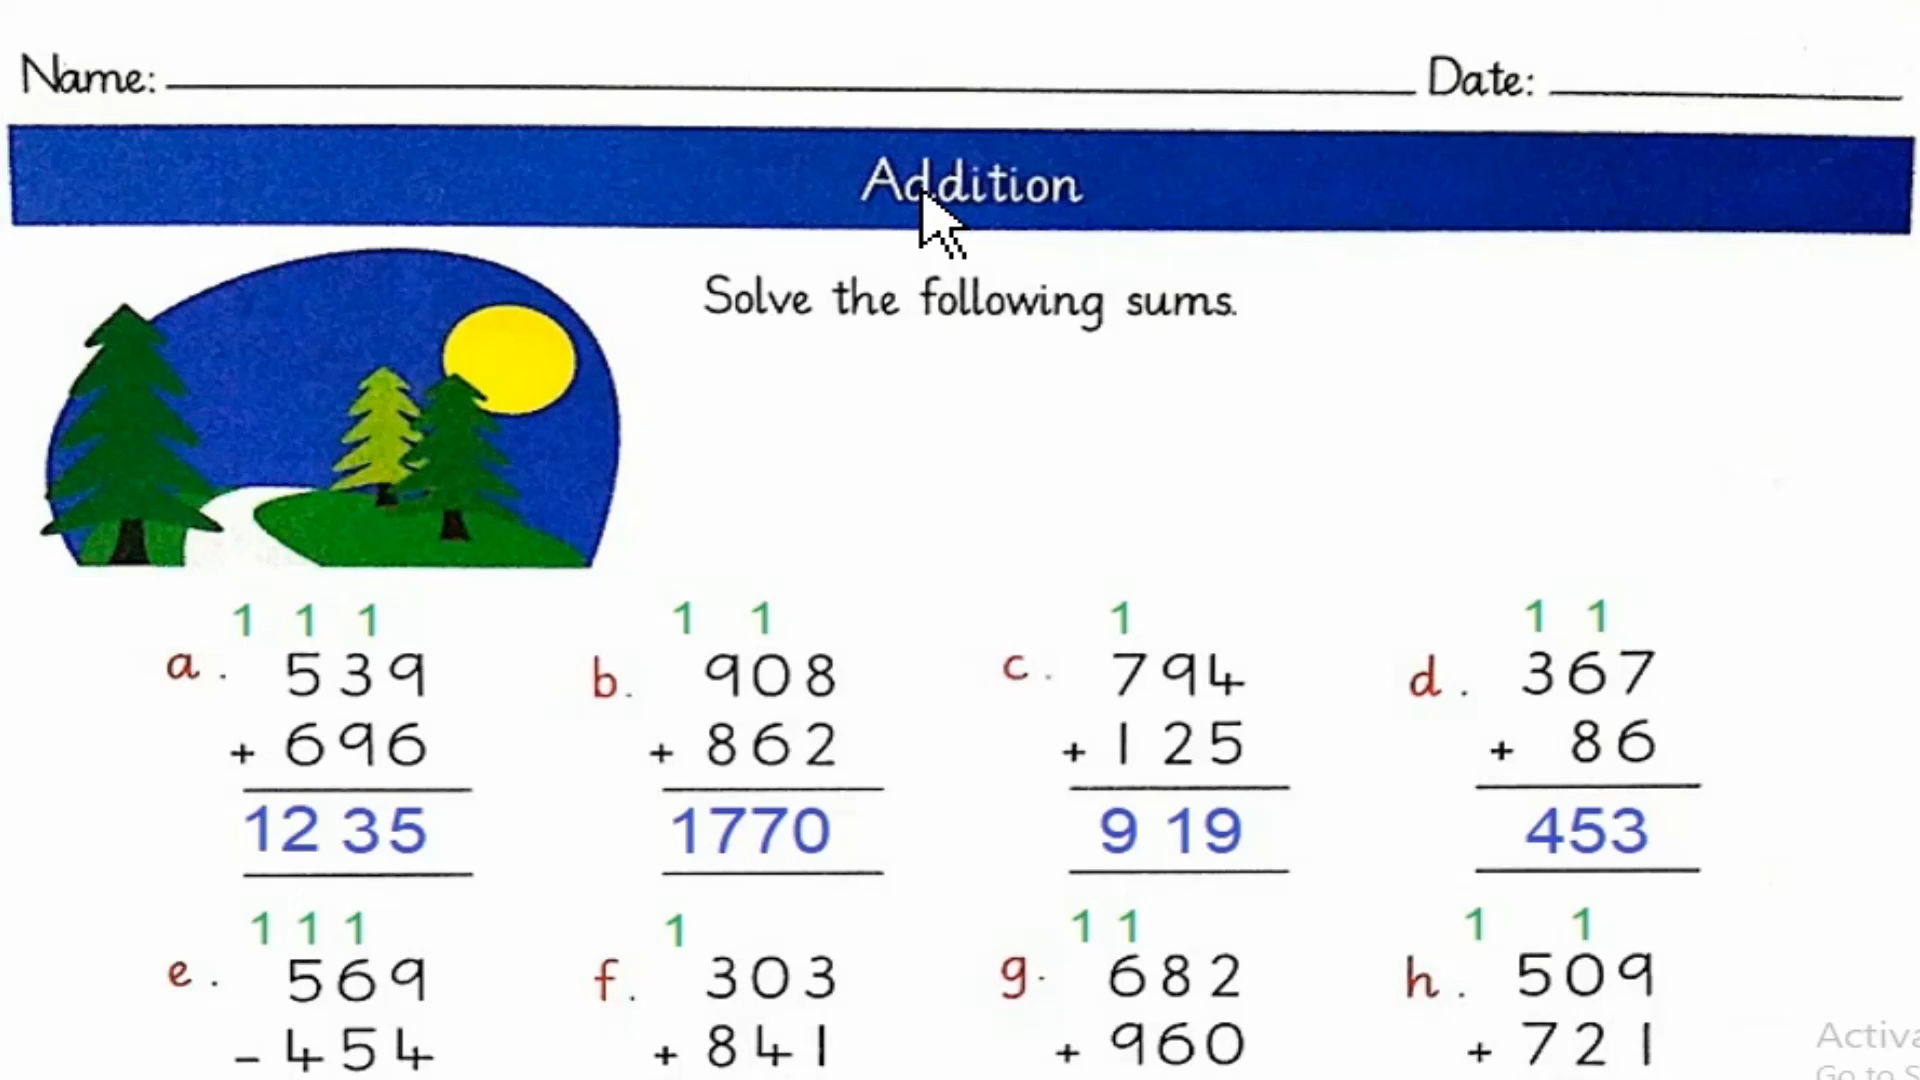 Name: Date:
Addition
Solve the following sums.
1 1 1 1 1 1 1 1
a. 539 b. 908 c. 794 d. 367
+ 696 + 862 + 125 + 86
1235 1770 919 453
1 1 1 1 1 1 1 1
e. 569 f. 303 g. 682 h. 509
- 454 + 841 + 960 + 721